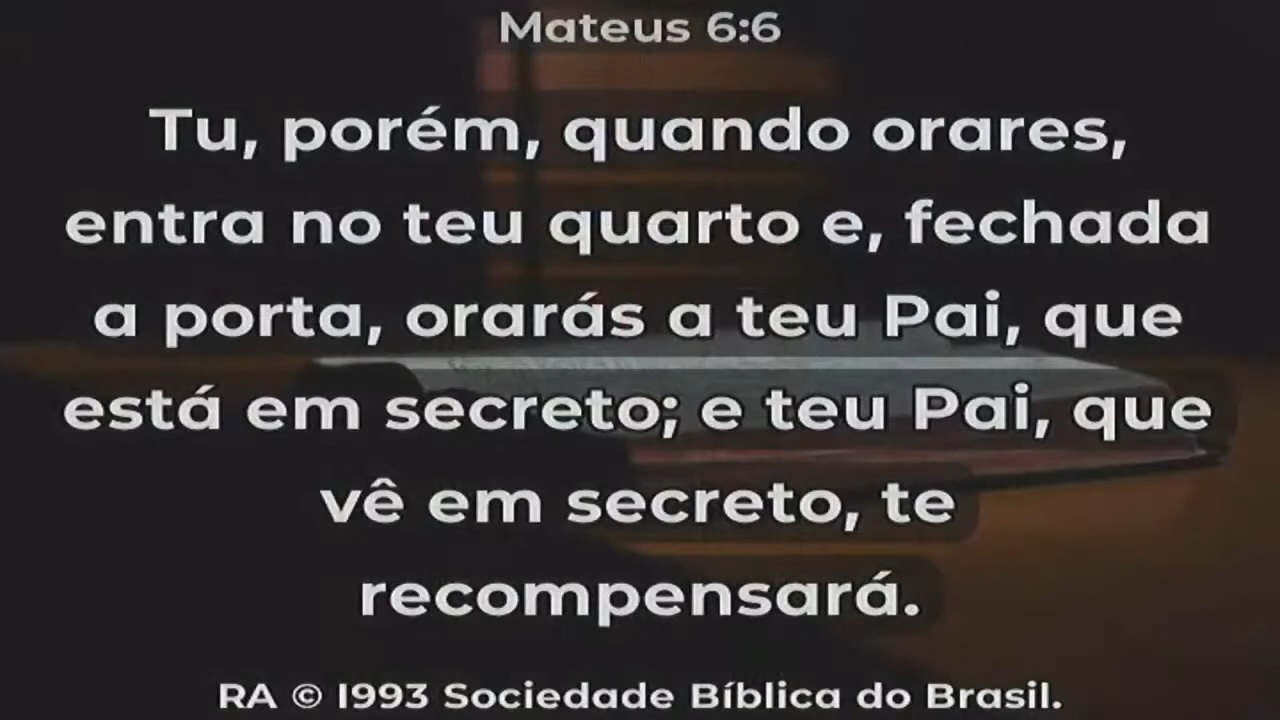 Mateus 6:6
Tu, porém, quando orares,
entra no teu quarto e, fechada
a porta, orarás a teu Pai, que
está em secreto; e teu Pai, que
vê em secreto, te
recompensará.
RA © 1993 Sociedade Bíblica do Brasil.